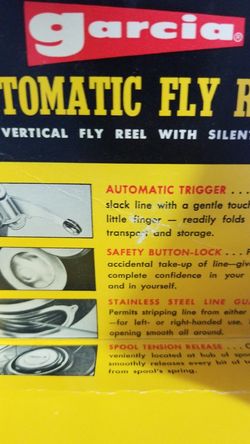 garcia®
TOMATIC FLY R
VERTICAL FLY REEL WITH SILEN
AUTOMATIC TRIGGER . . .
slack line with a gentle touch
little finger — readily folds
transport and storage.
SAFETY BUTTON-LOCK . . . P
accidental take-up of line—give
complete confidence in your
and in yourself.
STAINLESS STEEL LINE GU
Permits stripping line from either
—for left- or right-handed use.
opening smooth all around.
SPOOL TENSION RELEASE . . . C
veniently located at hub of spool
smoothly releases every bit of t
from spool's spring.